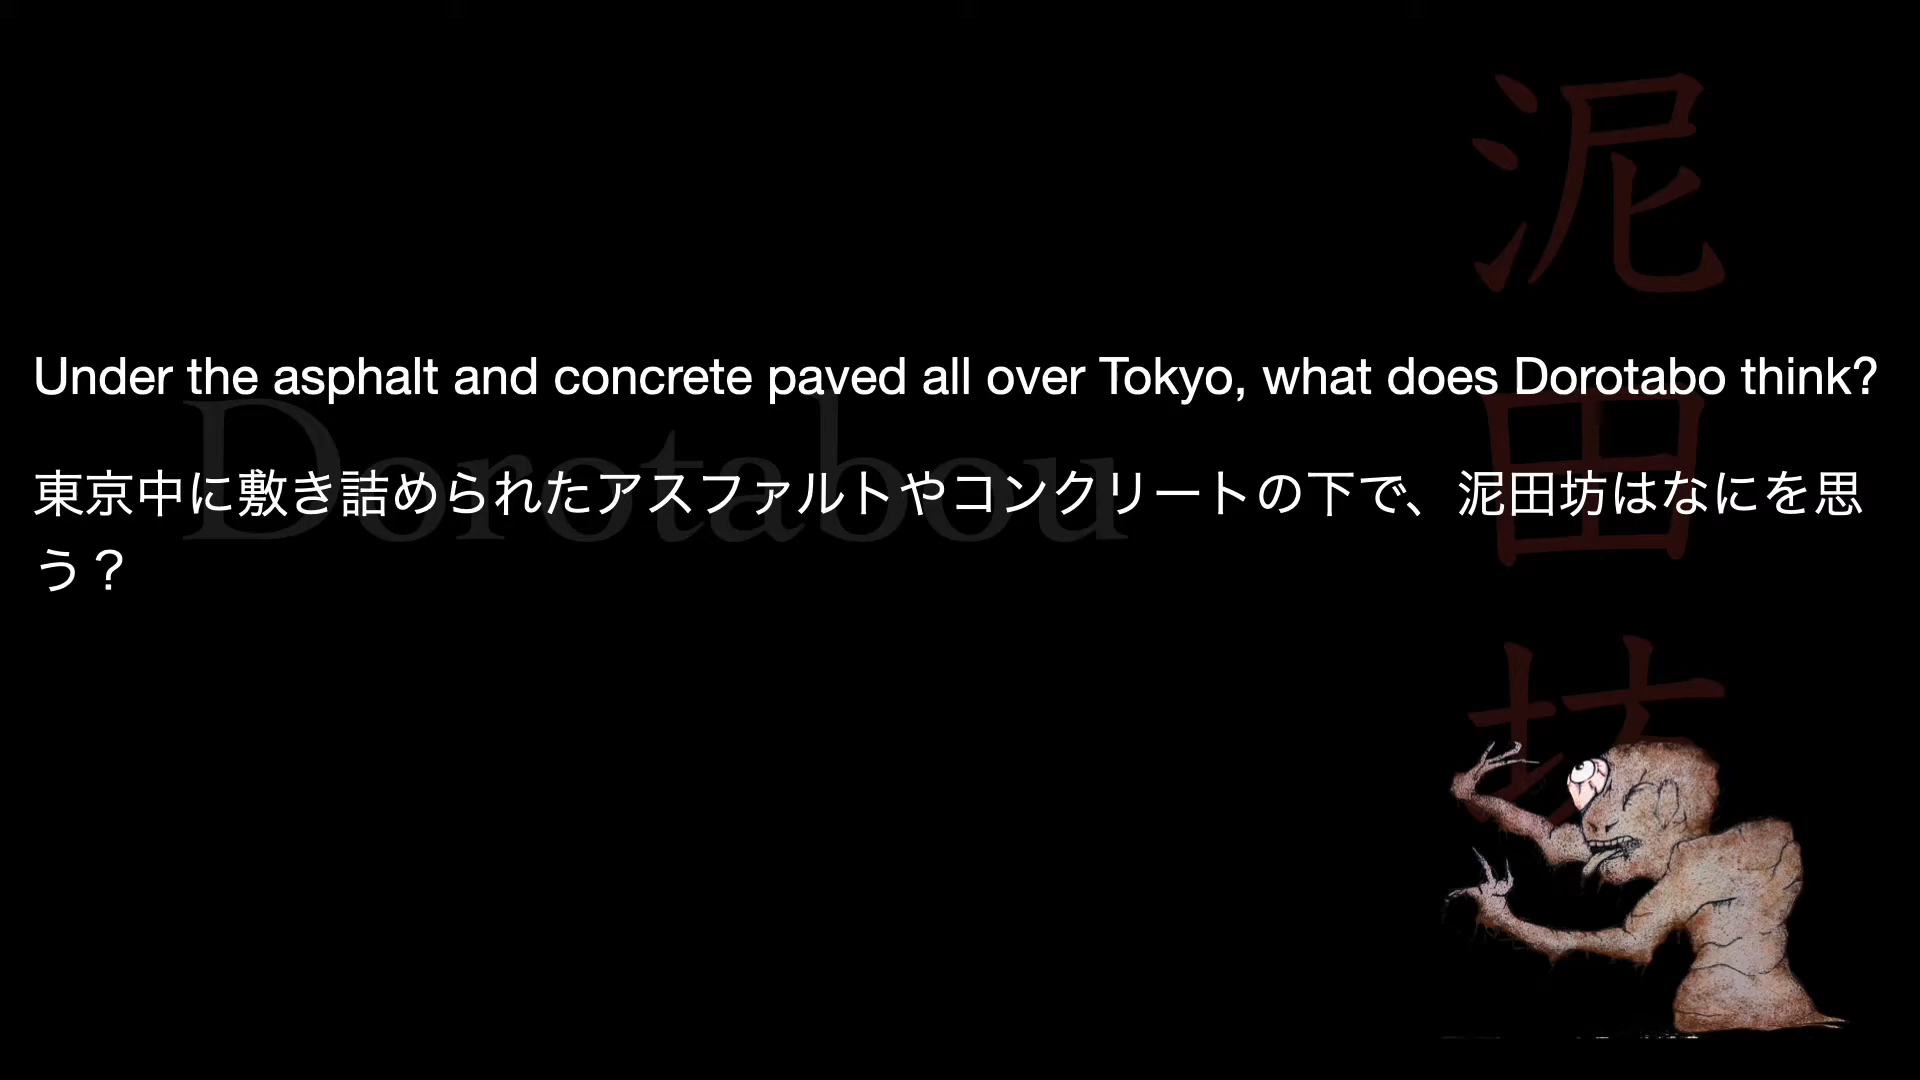 Under the asphalt and concrete paved all over Tokyo, what does Dorotabo think?
東京中に敷き詰められたアスファルトやコンクリートの下で、泥田坊はなにを思
う？
Dorotabou
泥田坊